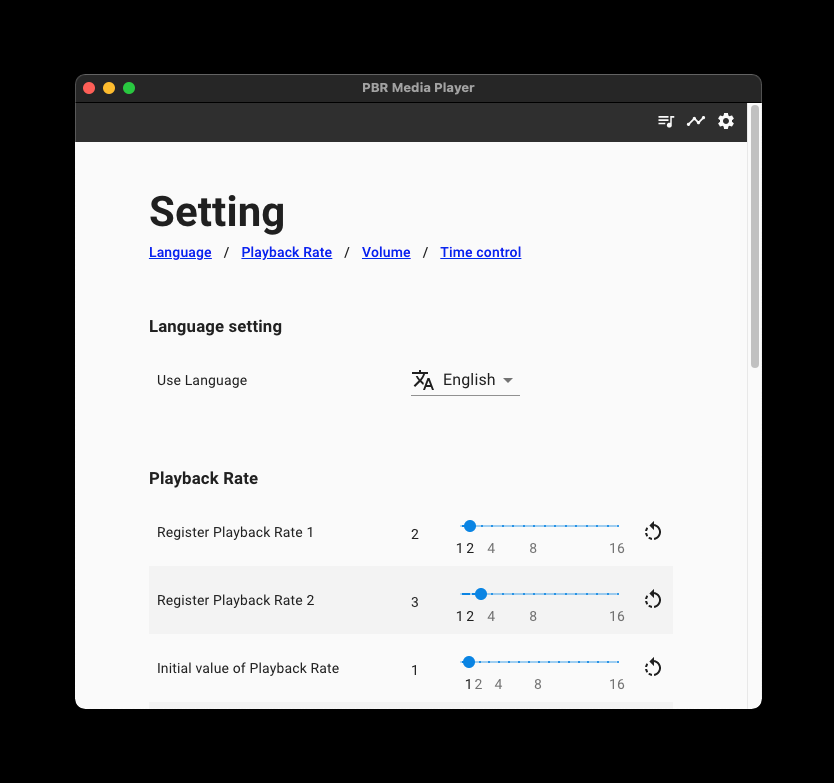 PBR Media Player
Setting
Language / Playback Rate / Volume / Time control
Language setting
Use Language English
Playback Rate
Register Playback Rate 1 2
1 2 4 8 16
Register Playback Rate 2 3
1 2 4 8 16
Initial value of Playback Rate 1
1 2 4 8 16